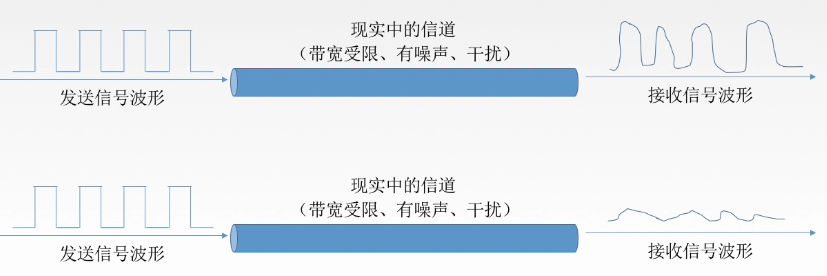 现实中的信道
（带宽受限、有噪声、干扰）
发送信号波形
接收信号波形
现实中的信道
（带宽受限、有噪声、干扰）
发送信号波形
接收信号波形